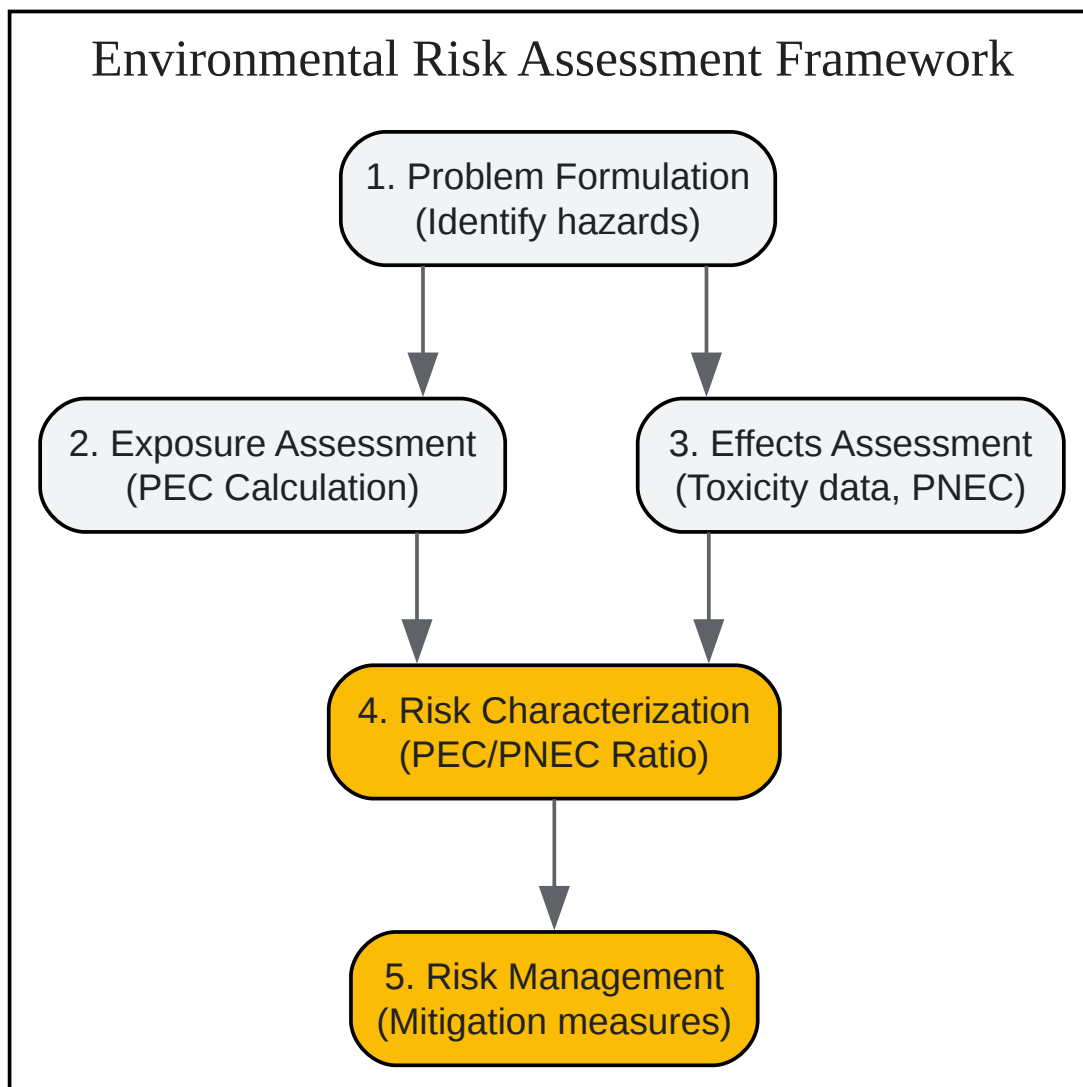 Environmental Risk Assessment Framework
1. Problem Formulation
(Identify hazards)
2. Exposure Assessment
(PEC Calculation)
3. Effects Assessment
(Toxicity data, PNEC)
4. Risk Characterization
(PEC/PNEC Ratio)
5. Risk Management
(Mitigation measures)